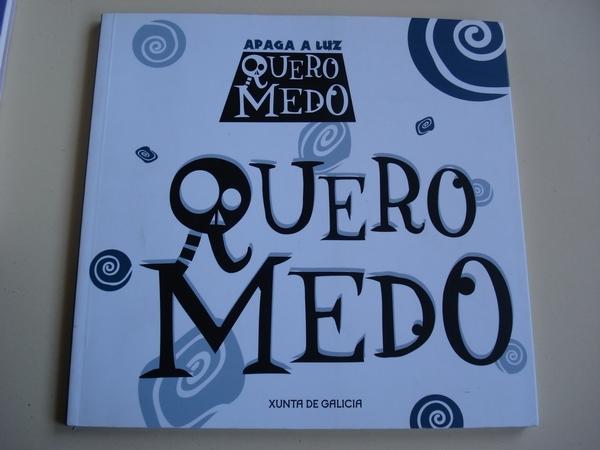 APAGA A LUZ
QUERO
MEDO
QUERO
MEDO
XUNTA DE GALICIA